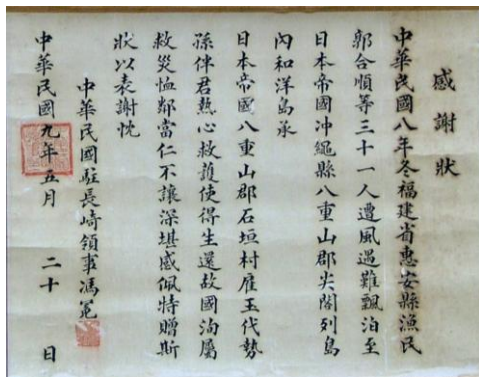 感謝狀
中華民國八年冬福建省惠安縣漁民
郭合順等三十一人遭風遇難飄泊至
日本帝國冲繩縣八重山郡尖閣列島
內和洋島承
日本帝國八重山郡石垣村雇玉代勢
孫伴君熱心救護使得生還故國洵屬
救災恤鄰當仁不讓深堪感佩特贈斯
狀以表謝忱
中華民國駐長崎領事馮冕
中華民國九年五月二十日